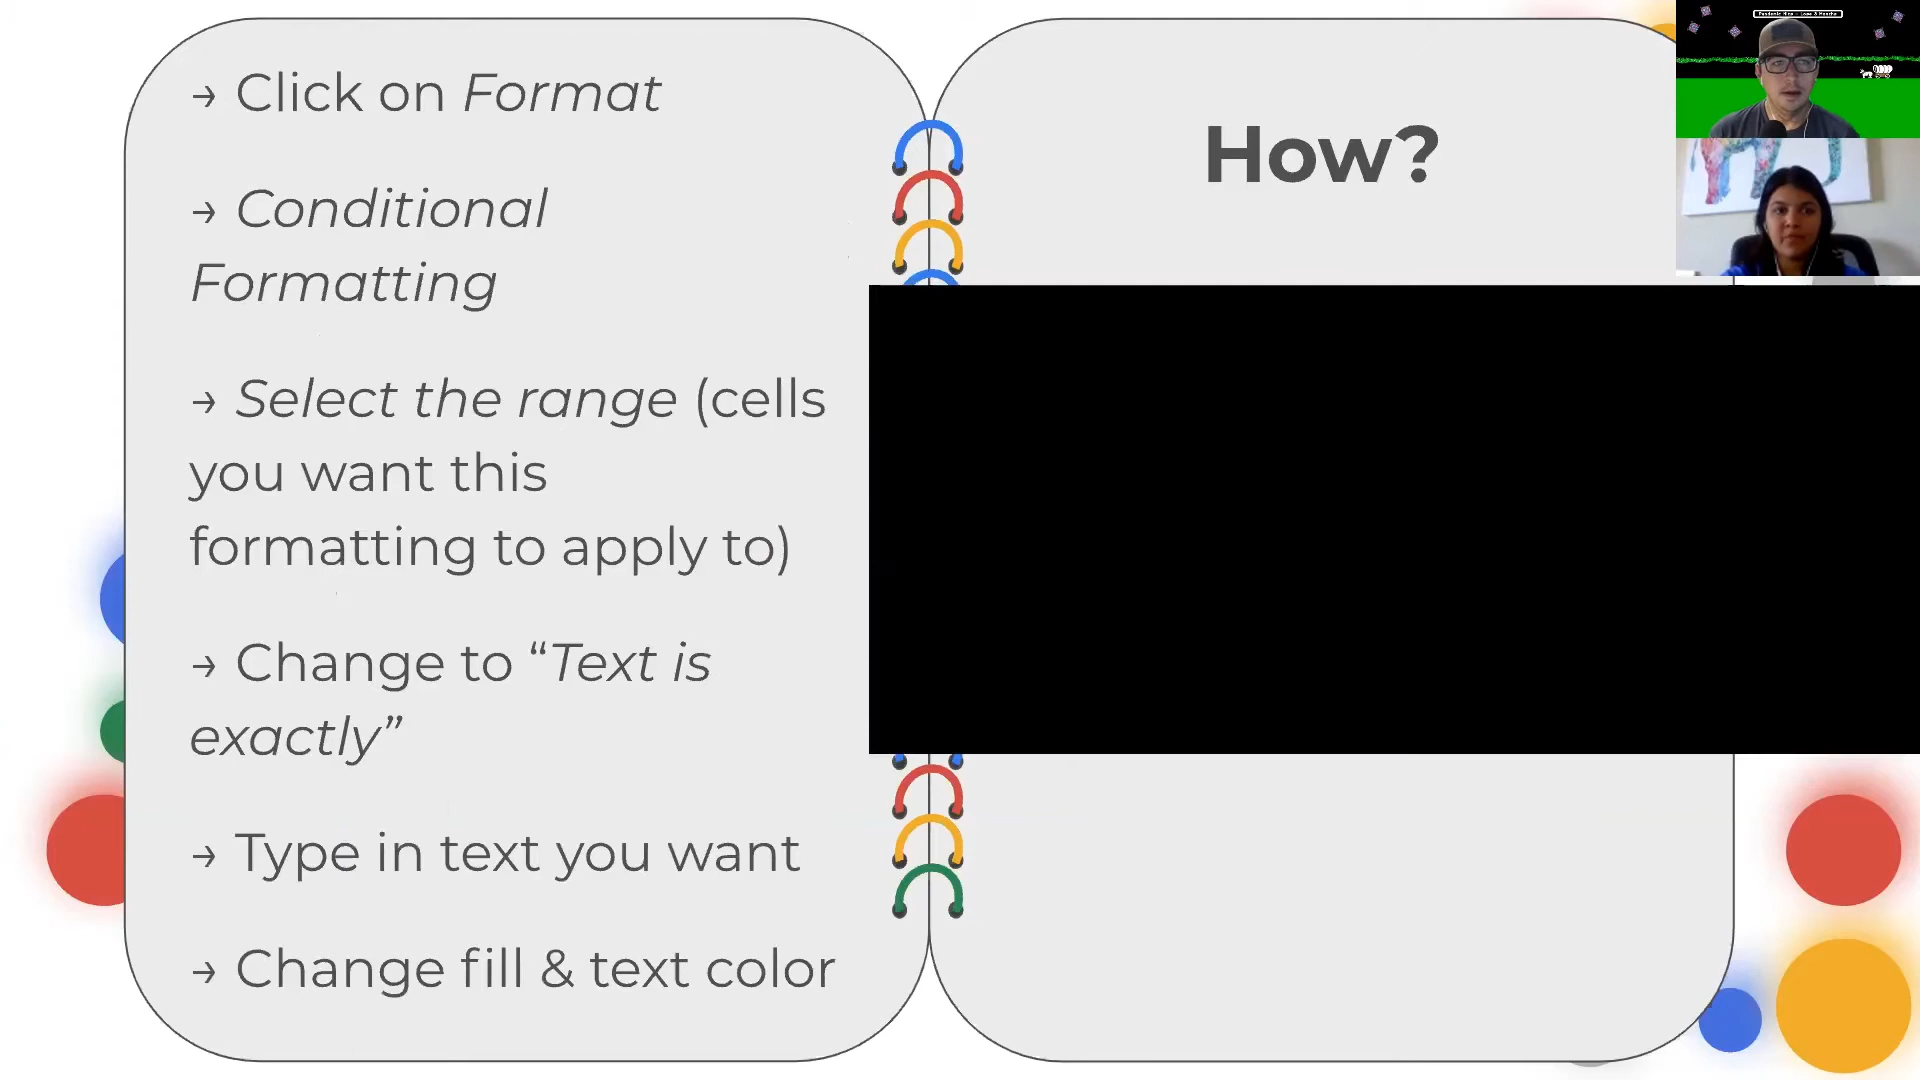 → Click on Format
→ Conditional
Formatting
→ Select the range (cells
you want this
formatting to apply to)
→ Change to “Text is
exactly”
→ Type in text you want
→ Change fill & text color
How?